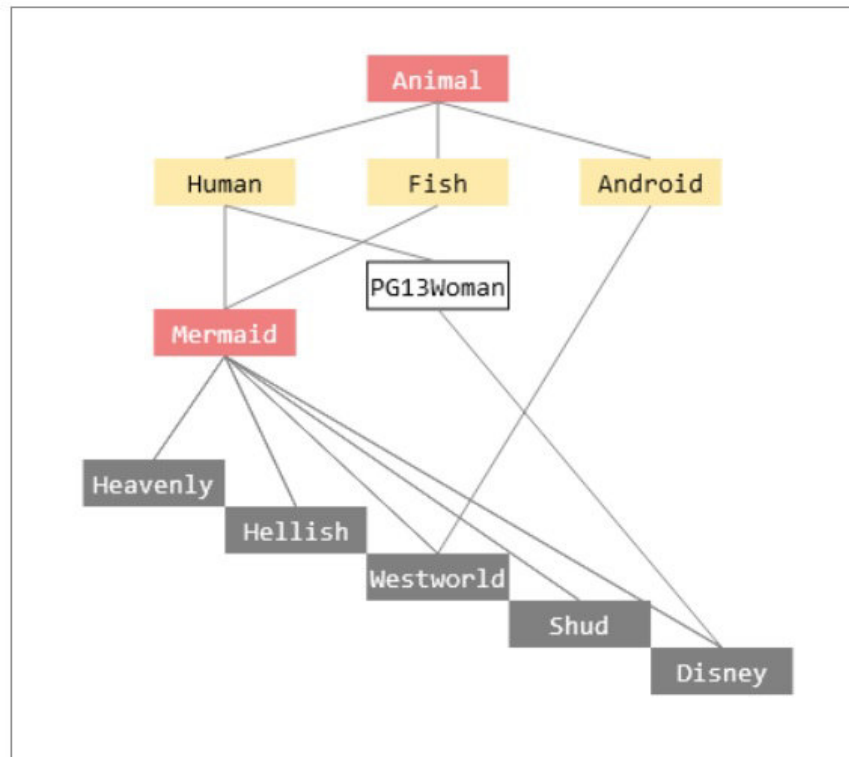 Animal
Human
Fish
Android
PG13Woman
Mermaid
Heavenly
Hellish
Westworld
Shud
Disney